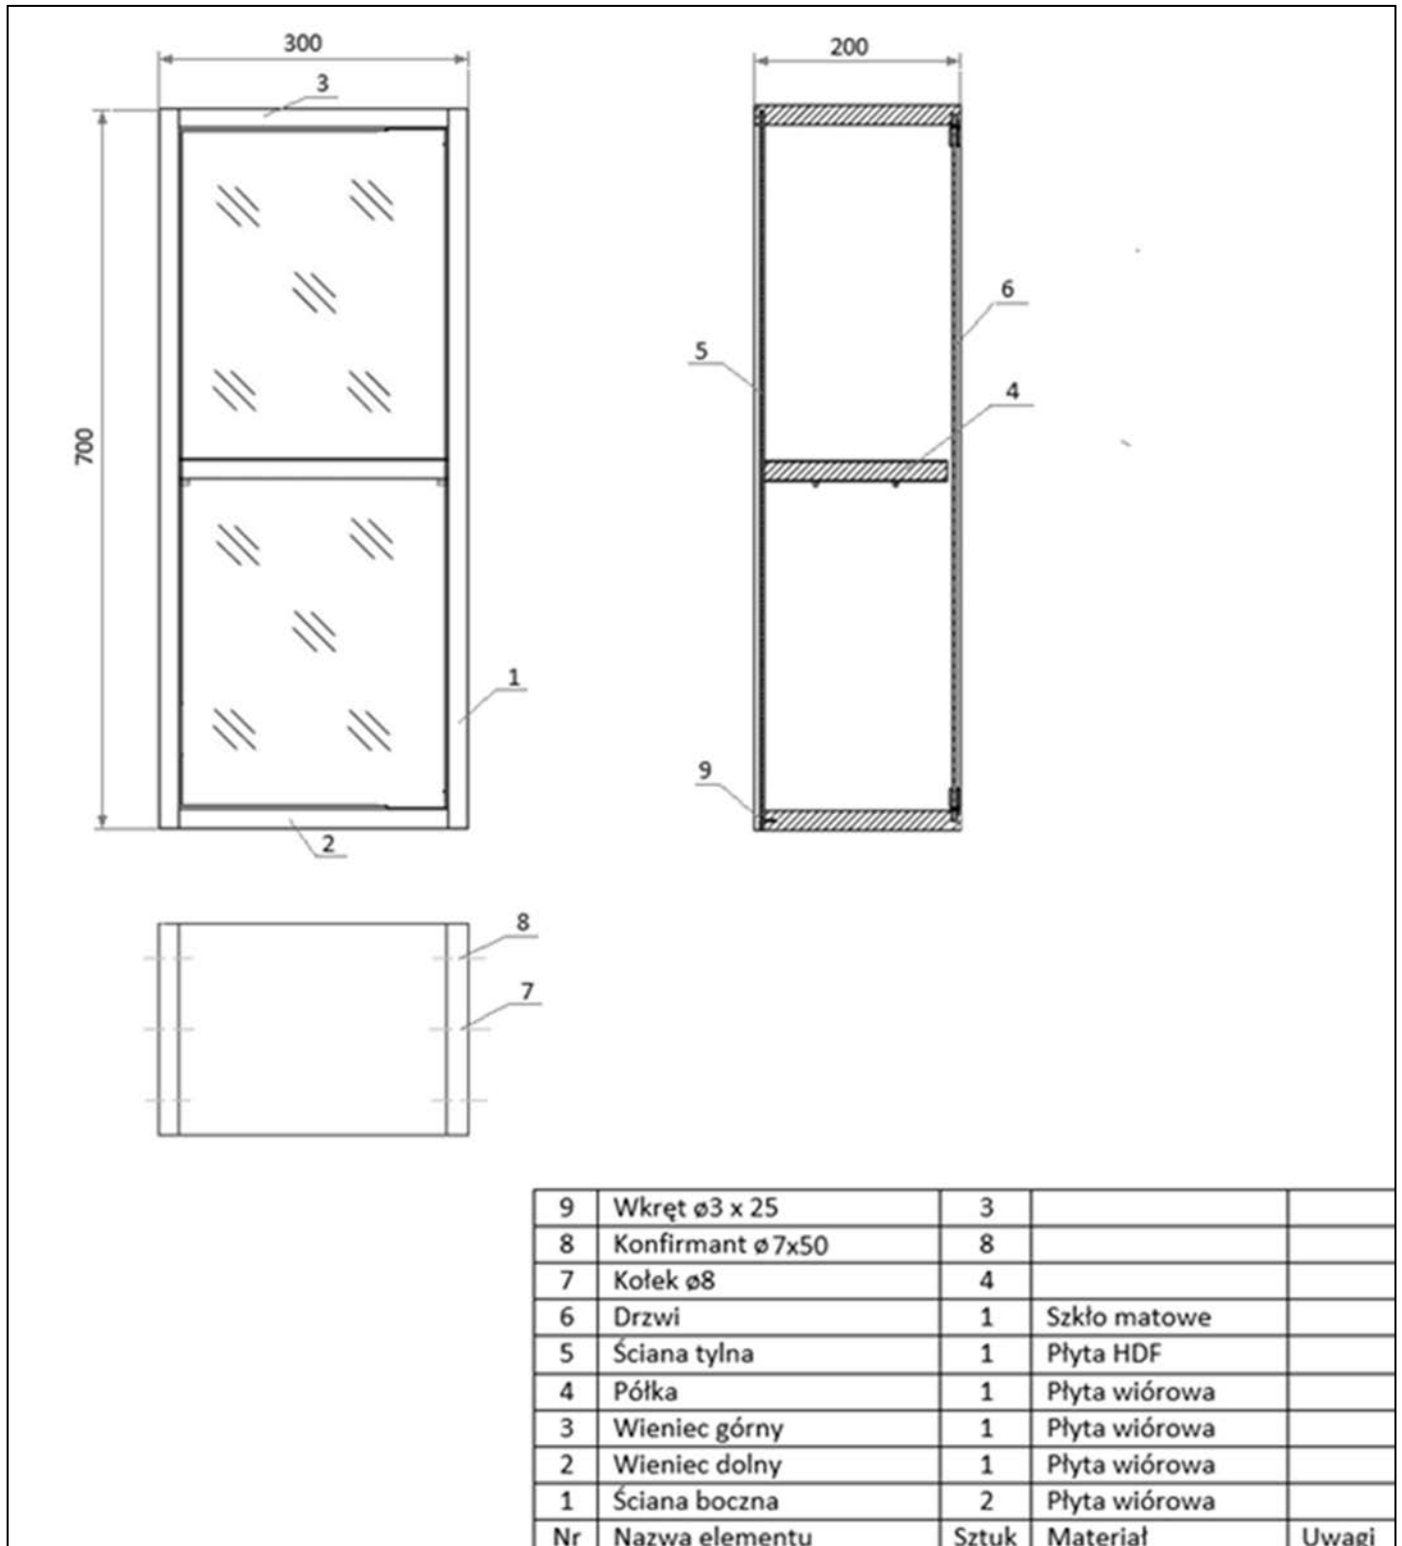 300
200
3
700
6
5
4
1
9
2
8
7
9 Wkręt ø3 x 25 3
8 Konfirmant ø7x50 8
7 Kołek ø8 4
6 Drzwi 1 Szkło matowe
5 Ściana tylna 1 Płyta HDF
4 Półka 1 Płyta wiórowa
3 Wieniec górny 1 Płyta wiórowa
2 Wieniec dolny 1 Płyta wiórowa
1 Ściana boczna 2 Płyta wiórowa
Nr Nazwa elementu Sztuk Materiał Uwagi